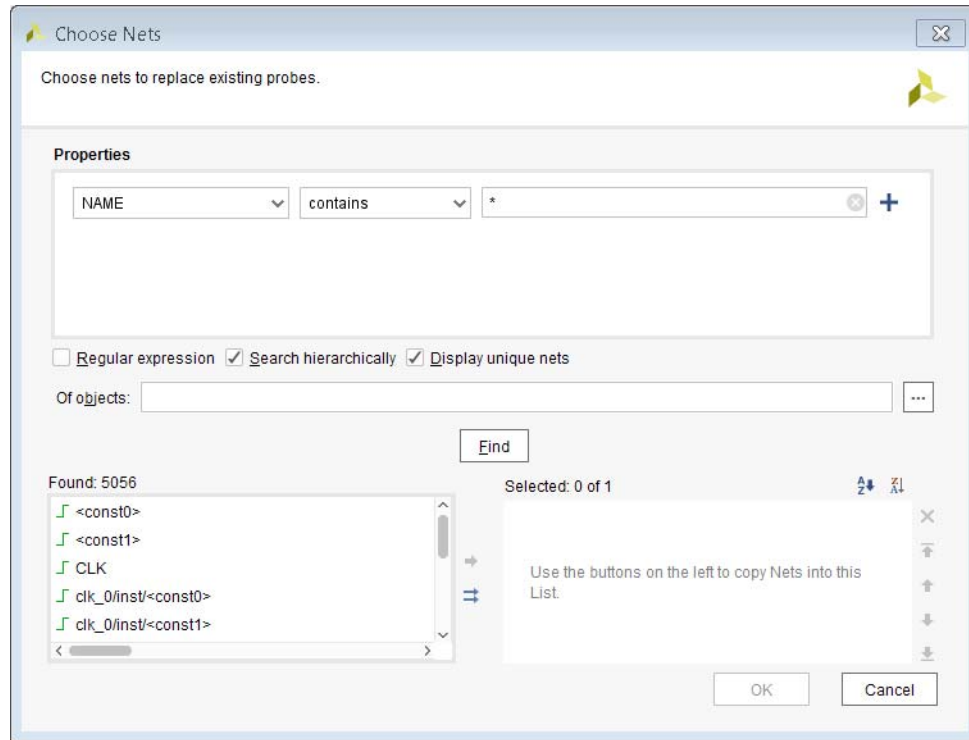 Choose Nets
Choose nets to replace existing probes.
Properties
NAME contains *
Regular expression Search hierarchically Display unique nets
Of objects: ...
Find
Found: 5056
Selected: 0 of 1
<const0>
<const1>
CLK
clk_0/inst/<const0>
clk_0/inst/<const1>
Use the buttons on the left to copy Nets into this
List.
OK Cancel